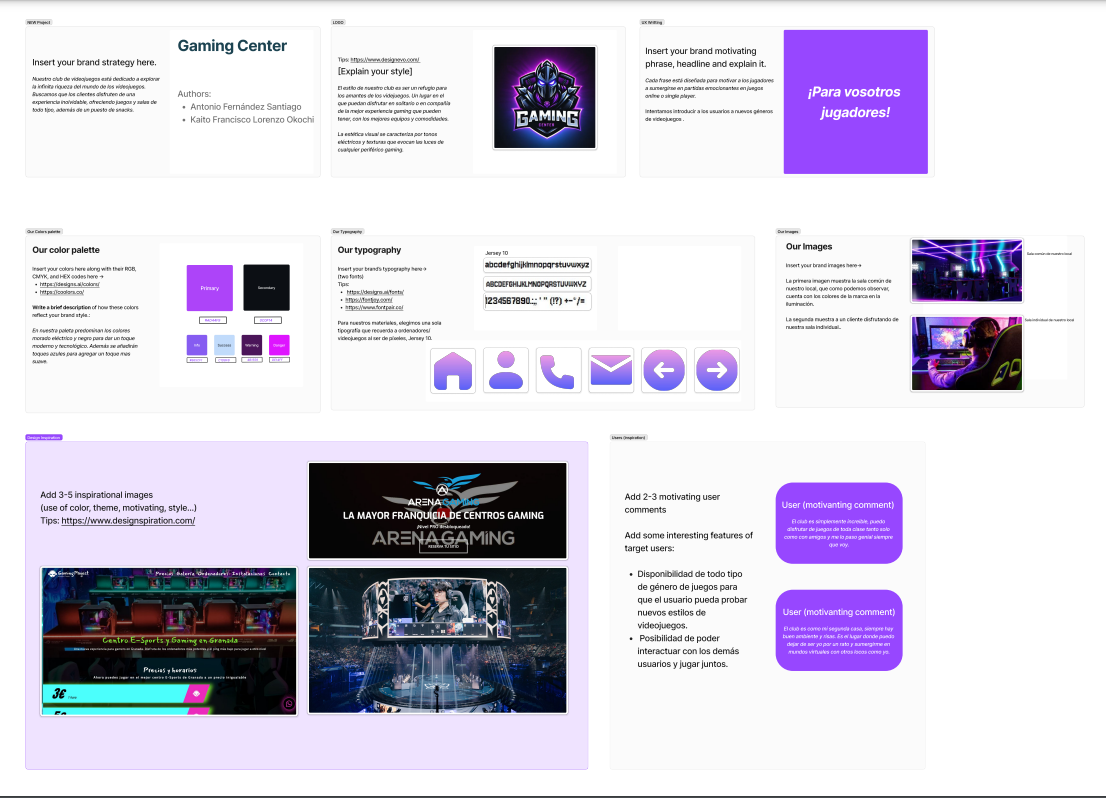 NEW Project
Insert your brand strategy here.
Nuestro club de videojuegos está dedicado a explorar
la infinita riqueza del mundo de los videojuegos.
Buscamos que los clientes disfruten de una
experiencia inolvidable, ofreciendo juegos y salas de
todo tipo, además de un puesto de snacks.
Gaming Center
Authors:
Antonio Fernández Santiago
Kaito Francisco Lorenzo Okochi
LOGO
Tips: https://www.designevo.com/
[Explain your style]
El estilo de nuestro club es ser un refugio para
los amantes de los videojuegos. Un lugar en el
que puedan disfrutar en solitario o en compañía
de la mejor experiencia gaming que pueden
tener, con los mejores equipos y comodidades.
La estética visual se caracteriza por tonos
eléctricos y texturas que evocan las luces de
cualquier periférico gaming.
GAMING
CENTER
UX Writting
Insert your brand motivating
phrase, headline and explain it.
Cada frase está diseñada para motivar a los jugadores
a sumergirse en partidas emocionantes en juegos
online o single player.
Intentamos introducir a los usuarios a nuevos géneros
de videojuegos .
¡Para vosotros
jugadores!
Our Colors palette
Our color palette
Insert your colors here along with their RGB,
CMYK, and HEX codes here →
https://designs.ai/colors/
https://coolors.co/
Write a brief description of how these colors
reflect your brand style.:
En nuestra paleta predominan los colores
morado eléctrico y negro para dar un toque
moderno y tecnológico. Además se añadirán
toques azules para agregar un toque más
suave.
Primary
Secondary
Info
Success
Warning
Danger
Our Typography
Our typography
Insert your brand's typography here →
(two fonts)
Tips:
https://designs.ai/fonts/
https://fontjoy.com/
https://www.fontpair.co/
Para nuestros materiales, elegimos una sola
tipografía que recuerda a ordenadores/
videojuegos al ser de píxeles, Jersey 10.
Jersey 10
abcdefghijklmnopqrstuvwxyz
ABCDEFGHIJKLMNOPQRSTUVWXYZ
1234567890.:,; ' " (!?) +-*/=
Our Images
Our Images
Insert your brand images here→
La primera imagen muestra la sala común de
nuestro local, que como podemos observar,
cuenta con los colores de la marca en la
iluminación.
La segunda muestra a un cliente disfrutando de
nuestra sala individual..
Sala común de nuestro local
Sala individual de nuestro local
Design Inspiration
Add 3-5 inspirational images
(use of color, theme, motivating, style...)
Tips: https://www.designspiration.com/
ARENA GAMING
LA MAYOR FRANQUICIA DE CENTROS GAMING
¡Nivel PRO desbloqueado!
ARENA GAMING
RESERVA TU SITIO
Precios Galería Ordenadores Instalaciones Contacto
Centro E-Sports y Gaming en Granada
Precios y horarios
Ahora puedes jugar en el mejor centro E-Sports de Granada a un precio inigualable
3€
5€
Users (inspiration)
Add 2-3 motivating user
comments
Add some interesting features of
target users:
Disponibilidad de todo tipo
de género de juegos para
que el usuario pueda probar
nuevos estilos de
videojuegos.
Posibilidad de poder
interactuar con los demás
usuarios y jugar juntos.
User (motivanting comment)
El club es simplemente increíble, puedo
disfrutar de juegos de toda clase tanto solo
como con amigos y me lo paso genial siempre
que voy.
User (motivanting comment)
El club es como mi segunda casa, siempre hay
buen ambiente y risas. Es el lugar donde puedo
dejar de ser yo por un rato y sumergirme en
mundos virtuales con otros locos como yo.